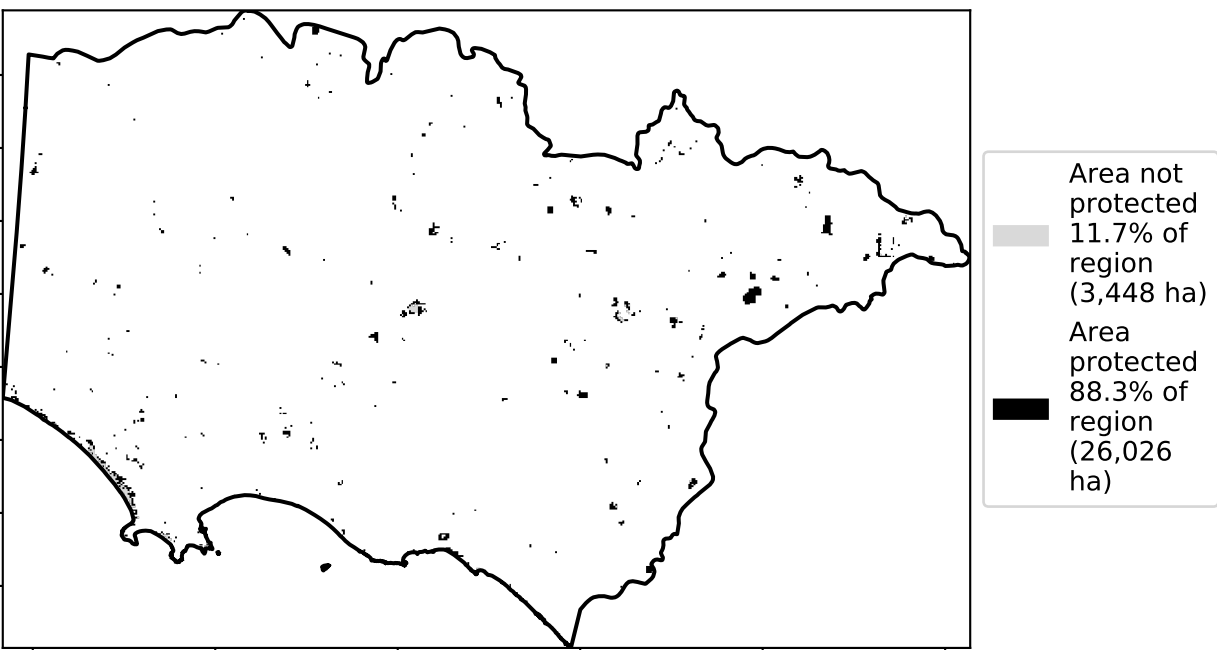 Area not
protected
11.7% of
region
(3,448 ha)
Area
protected
88.3% of
region
(26,026
ha)